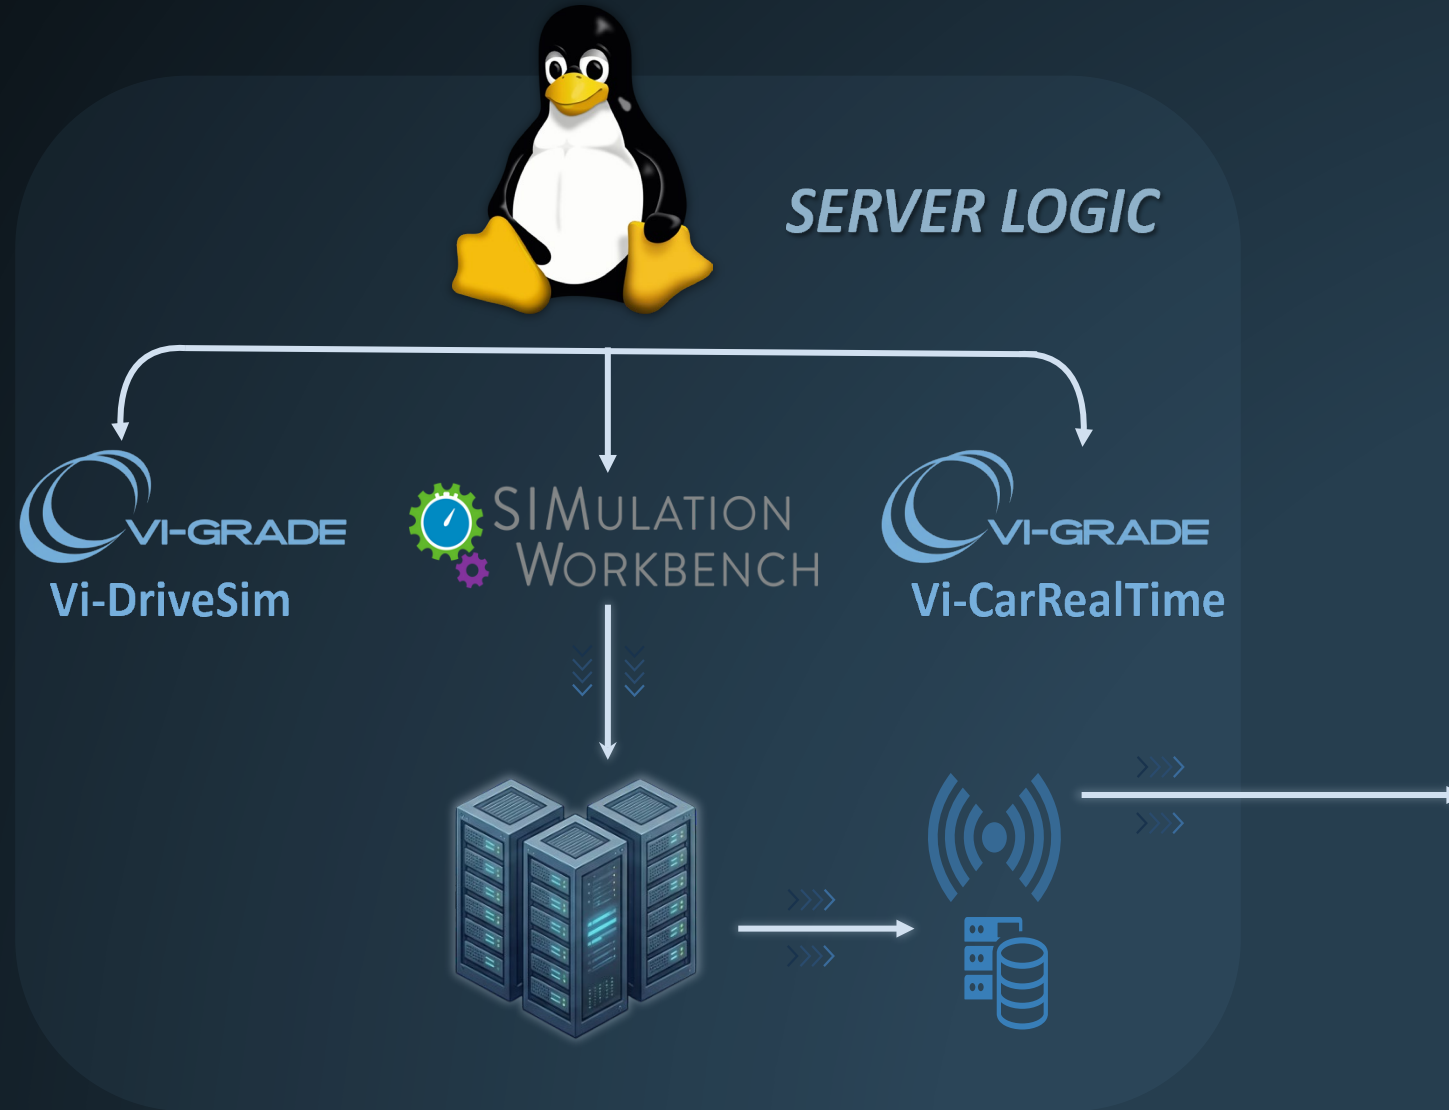 SERVER LOGIC
VI-GRADE
Vi-DriveSim
SIMULATION
WORKBENCH
VI-GRADE
Vi-CarRealTime